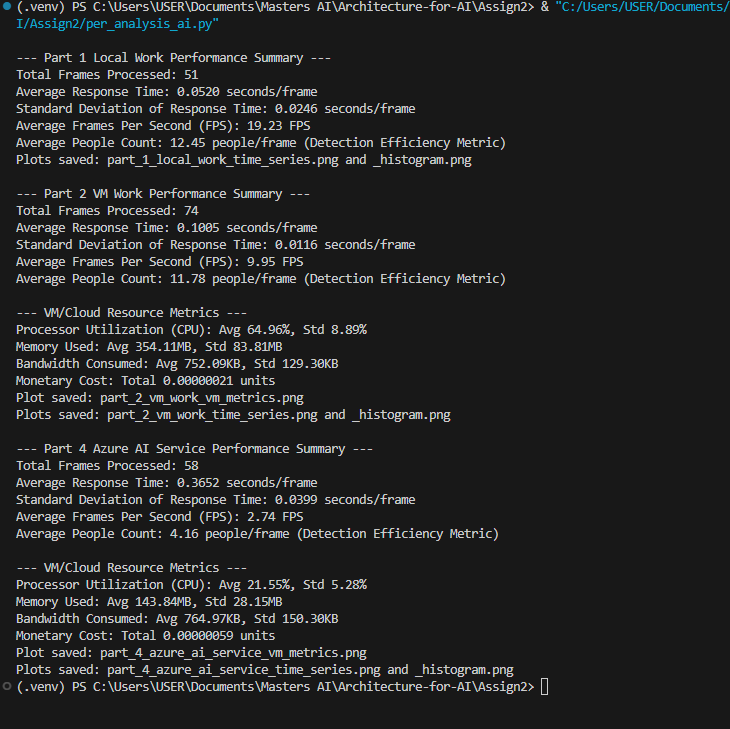 (.venv) PS C:\Users\USER\Documents\Masters AI\Architecture-for-AI\Assign2> & "C:/Users/USER/Documents/
I/Assign2/per_analysis_ai.py"
--- Part 1 Local Work Performance Summary ---
Total Frames Processed: 51
Average Response Time: 0.0520 seconds/frame
Standard Deviation of Response Time: 0.0246 seconds/frame
Average Frames Per Second (FPS): 19.23 FPS
Average People Count: 12.45 people/frame (Detection Efficiency Metric)
Plots saved: part_1_local_work_time_series.png and _histogram.png
--- Part 2 VM Work Performance Summary ---
Total Frames Processed: 74
Average Response Time: 0.1005 seconds/frame
Standard Deviation of Response Time: 0.0116 seconds/frame
Average Frames Per Second (FPS): 9.95 FPS
Average People Count: 11.78 people/frame (Detection Efficiency Metric)
--- VM/Cloud Resource Metrics ---
Processor Utilization (CPU): Avg 64.96%, Std 8.89%
Memory Used: Avg 354.11MB, Std 83.81MB
Bandwidth Consumed: Avg 752.09KB, Std 129.30KB
Monetary Cost: Total 0.00000021 units
Plot saved: part_2_vm_work_vm_metrics.png
Plots saved: part_2_vm_work_time_series.png and _histogram.png
--- Part 4 Azure AI Service Performance Summary ---
Total Frames Processed: 58
Average Response Time: 0.3652 seconds/frame
Standard Deviation of Response Time: 0.0399 seconds/frame
Average Frames Per Second (FPS): 2.74 FPS
Average People Count: 4.16 people/frame (Detection Efficiency Metric)
--- VM/Cloud Resource Metrics ---
Processor Utilization (CPU): Avg 21.55%, Std 5.28%
Memory Used: Avg 143.84MB, Std 28.15MB
Bandwidth Consumed: Avg 764.97KB, Std 150.30KB
Monetary Cost: Total 0.00000059 units
Plot saved: part_4_azure_ai_service_vm_metrics.png
Plots saved: part_4_azure_ai_service_time_series.png and _histogram.png
(.venv) PS C:\Users\USER\Documents\Masters AI\Architecture-for-AI\Assign2>